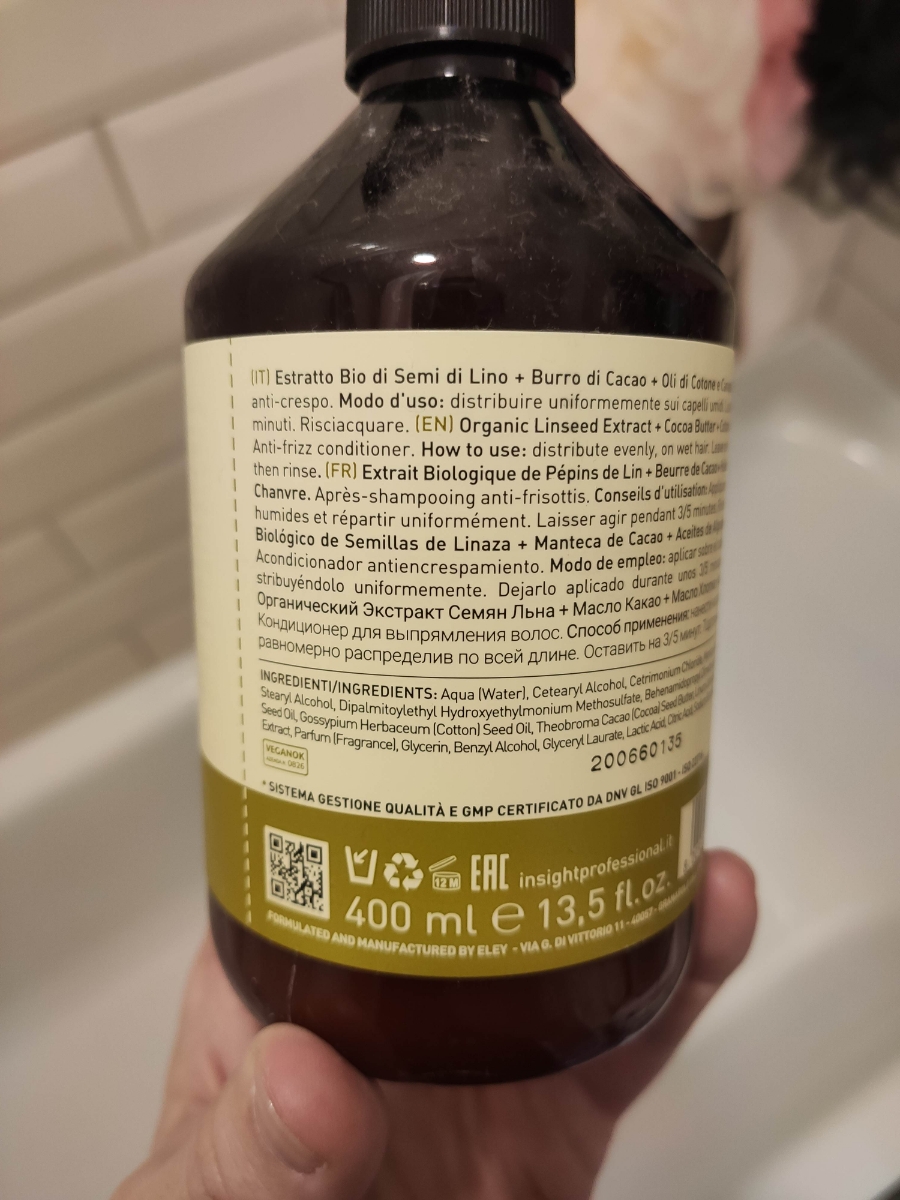 (IT) Estratto Bio di Semi di Lino + Burro di Cacao + Oli di Cotone e
anti-crespo. Modo d'uso: distribuire uniformemente sui capelli umidi.
minuti. Risciacquare. (EN) Organic Linseed Extract + Cocoa Butter +
Anti-frizz conditioner. How to use: distribute evenly, on wet hair. Leave
then rinse. (FR) Extrait Biologique de Pépins de Lin + Beurre de Cacao +
Chanvre. Après-shampooing anti-frisottis. Conseils d'utilisation:
humides et répartir uniformément. Laisser agir pendant 3/5 minutes.
Biológico de Semillas de Linaza + Manteca de Cacao + Aceites de
Acondicionador antiencrespamiento. Modo de empleo: aplicar sobre
stribuyéndolo uniformemente. Dejarlo aplicado durante unos 3/5
Органический Экстракт Семян Льна + Масло Какао + Масло
Кондиционер для выпрямления волос. Способ применения:
равномерно распределив по всей длине. Оставить на 3/5 минут.
INGREDIENTI/INGREDIENTS: Aqua (Water), Cetearyl Alcohol, Cetrimonium Chloride,
Stearyl Alcohol, Dipalmitoylethyl Hydroxyethylmonium Methosulfate, Behenamidopropyl
Seed Oil, Gossypium Herbaceum (Cotton) Seed Oil, Theobroma Cacao (Cocoa) Seed Butter,
Extract, Parfum (Fragrance), Glycerin, Benzyl Alcohol, Glyceryl Laurate, Lactic Acid, Citric Acid,
VEGANOK
200660135
* SISTEMA GESTIONE QUALITÀ E GMP CERTIFICATO DA DNV GL ISO 9001 -
12 M EAC insightprofessional.it
400 ml e 13,5 fl.oz.
FORMULATED AND MANUFACTURED BY ELEY - VIA G. DI VITTORIO 11 - 40057 -